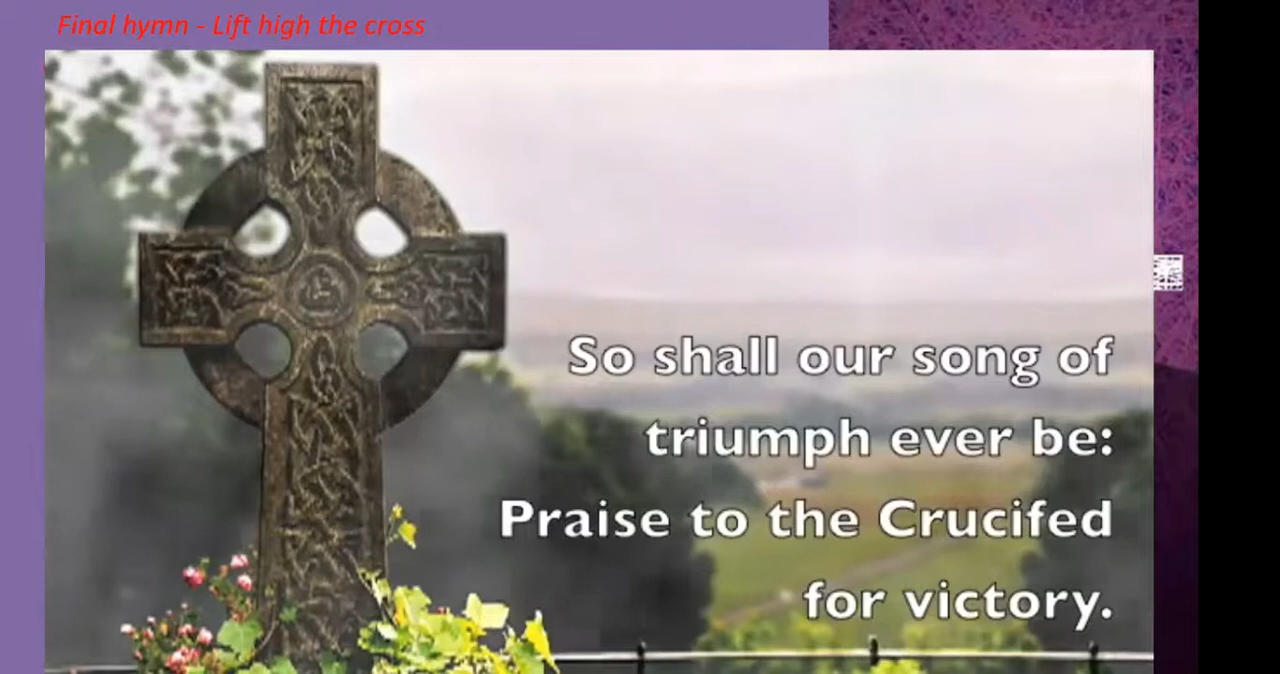 Final hymn - Lift high the cross
So shall our song of
triumph ever be:
Praise to the Crucifed
for victory.